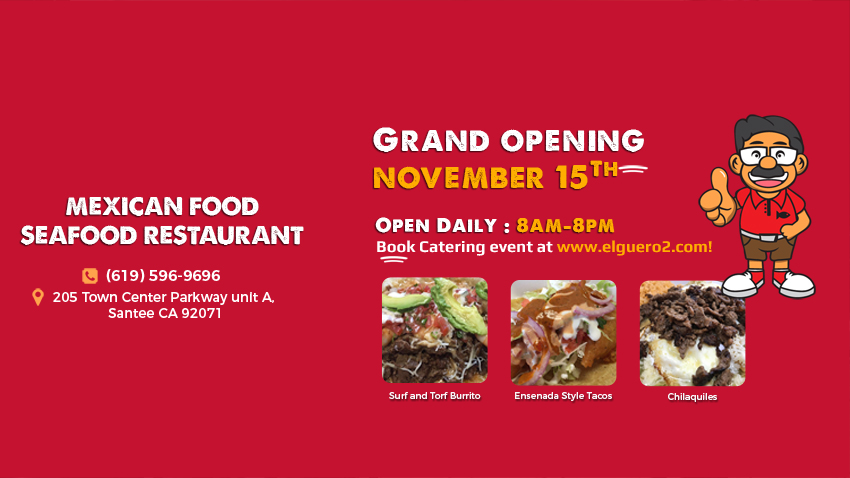 MEXICAN FOOD
SEAFOOD RESTAURANT
(619) 596-9696
205 Town Center Parkway unit A,
Santee CA 92071
GRAND OPENING
NOVEMBER 15TH
OPEN DAILY : 8AM-8PM
Book Catering event at www.elguero2.com!
Surf and Torf Burrito
Ensenada Style Tacos
Chilaquiles